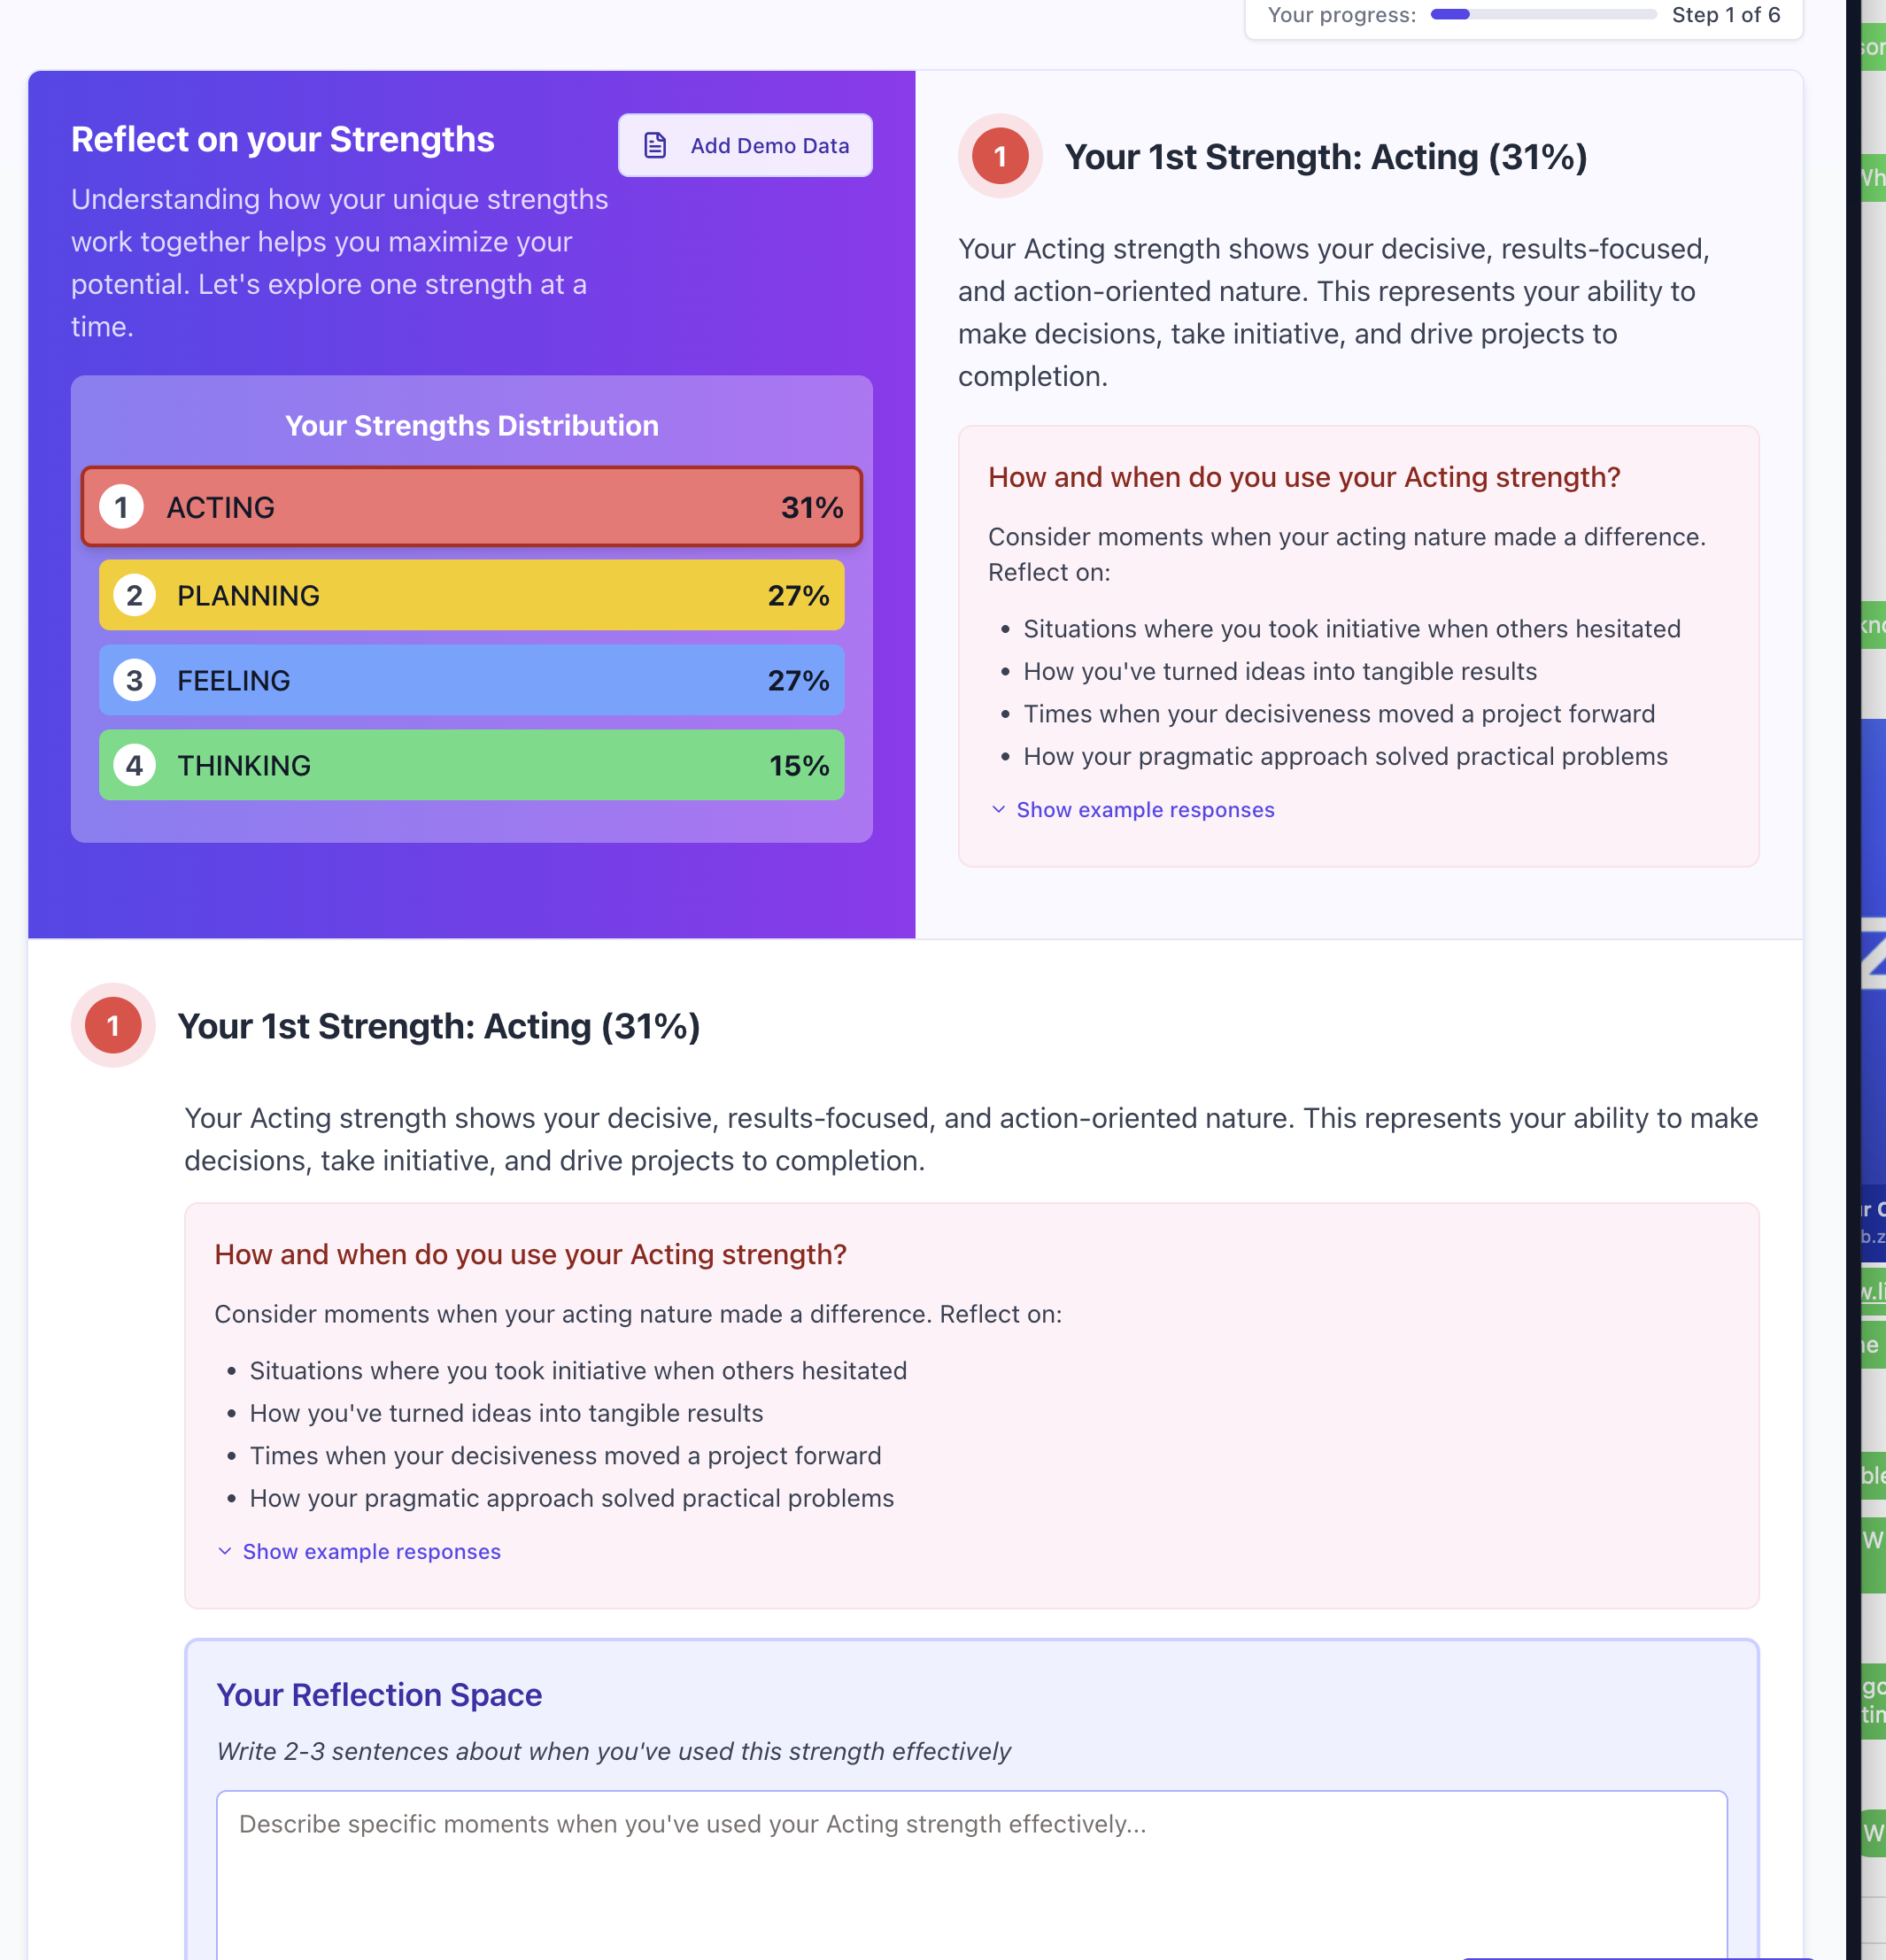 Your progress: Step 1 of 6
Reflect on your Strengths
Add Demo Data
Understanding how your unique strengths
work together helps you maximize your
potential. Let's explore one strength at a
time.
Your Strengths Distribution
1 ACTING 31%
2 PLANNING 27%
3 FEELING 27%
4 THINKING 15%
1 Your 1st Strength: Acting (31%)
Your Acting strength shows your decisive, results-focused,
and action-oriented nature. This represents your ability to
make decisions, take initiative, and drive projects to
completion.
How and when do you use your Acting strength?
Consider moments when your acting nature made a difference.
Reflect on:
• Situations where you took initiative when others hesitated
• How you've turned ideas into tangible results
• Times when your decisiveness moved a project forward
• How your pragmatic approach solved practical problems
Show example responses
1 Your 1st Strength: Acting (31%)
Your Acting strength shows your decisive, results-focused, and action-oriented nature. This represents your ability to make
decisions, take initiative, and drive projects to completion.
How and when do you use your Acting strength?
Consider moments when your acting nature made a difference. Reflect on:
• Situations where you took initiative when others hesitated
• How you've turned ideas into tangible results
• Times when your decisiveness moved a project forward
• How your pragmatic approach solved practical problems
Show example responses
Your Reflection Space
Write 2-3 sentences about when you've used this strength effectively
Describe specific moments when you've used your Acting strength effectively...